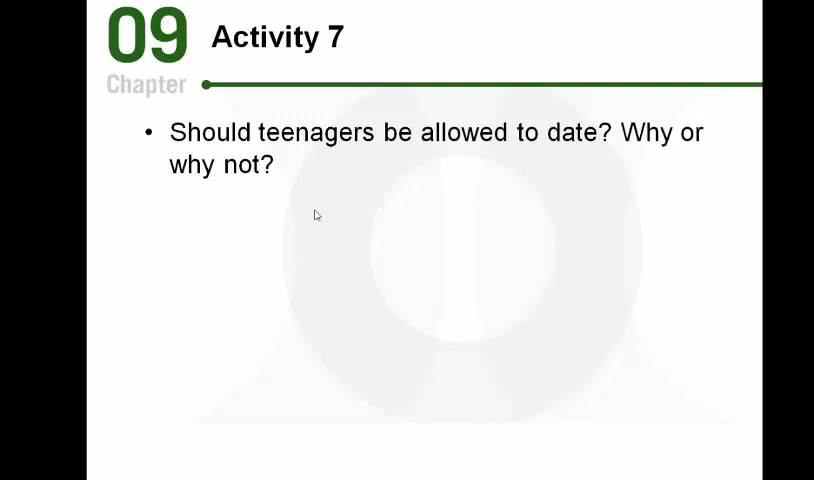 09
Chapter
Activity 7
• Should teenagers be allowed to date? Why or
why not?